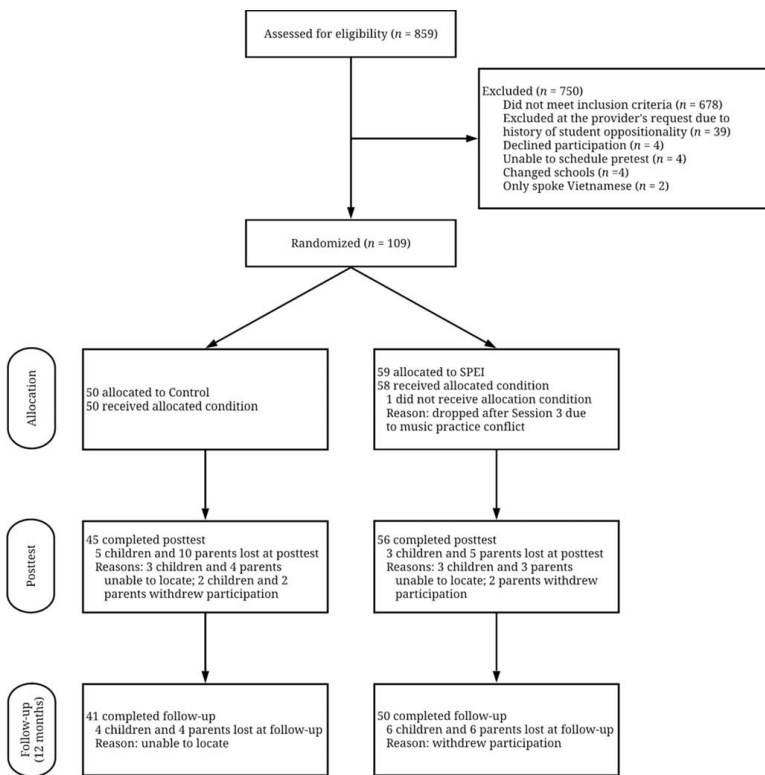 Assessed for eligibility (n = 859)
Excluded (n = 750)
Did not meet inclusion criteria (n = 678)
Excluded at the provider's request due to
history of student oppositionality (n = 39)
Declined participation (n = 4)
Unable to schedule pretest (n = 4)
Changed schools (n =4)
Only spoke Vietnamese (n = 2)
Randomized (n = 109)
Allocation
50 allocated to Control
50 received allocated condition
59 allocated to SPEI
58 received allocated condition
1 did not receive allocation condition
Reason: dropped after Session 3 due
to music practice conflict
Posttest
45 completed posttest
5 children and 10 parents lost at posttest
Reasons: 3 children and 4 parents
unable to locate; 2 children and 2
parents withdrew participation
56 completed posttest
3 children and 5 parents lost at posttest
Reasons: 3 children and 3 parents
unable to locate; 2 parents withdrew
participation
Follow-up
(12 months)
41 completed follow-up
4 children and 4 parents lost at follow-up
Reason: unable to locate
50 completed follow-up
6 children and 6 parents lost at follow-up
Reason: withdrew participation